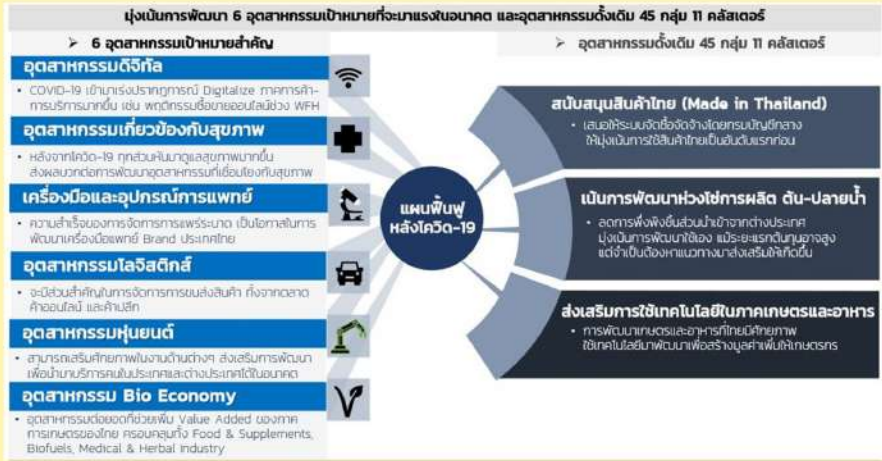 มุ่งเน้นการพัฒนา 6 อุตสาหกรรมเป้าหมายที่จะมาแรงในอนาคต และอุตสาหกรรมดั้งเดิม 45 กลุ่ม 11 คลัสเตอร์
➢ 6 อุตสาหกรรมเป้าหมายสำคัญ
อุตสาหกรรมดิจิทัล
• COVID-19 เข้ามาเร่งปรากฏการณ์ Digitalize ภาคการค้า-
การบริการมากขึ้น เช่น พฤติกรรมซื้อขายออนไลน์ช่วง WFH
อุตสาหกรรมเกี่ยวข้องกับสุขภาพ
• หลังจากโควิด-19 ทุกส่วนหันมาดูแลสุขภาพมากขึ้น
ส่งผลบวกต่อการพัฒนาอุตสาหกรรมที่เชื่อมโยงกับสุขภาพ
เครื่องมือและอุปกรณ์การแพทย์
• ความสำเร็จของการจัดการการแพร่ระบาด เป็นโอกาสในการ
พัฒนาเครื่องมือแพทย์ Brand ประเทศไทย
อุตสาหกรรมโลจิสติกส์
• จะมีส่วนสำคัญในการจัดการการขนส่งสินค้า ทั้งจากตลาด
ค้าออนไลน์ และค้าปลีก
อุตสาหกรรมหุ่นยนต์
• สามารถเสริมศักยภาพในงานด้านต่างๆ ส่งเสริมการพัฒนา
เพื่อนำมาบริการคนในประเทศและต่างประเทศได้ในอนาคต
อุตสาหกรรม Bio Economy
• อุตสาหกรรมต่อยอดที่ช่วยเพิ่ม Value Added ของภาค
การเกษตรของไทย ครอบคลุมทั้ง Food & Supplements,
Biofuels, Medical & Herbal Industry
แผนฟื้นฟู
หลังโควิด-19
➢ อุตสาหกรรมดั้งเดิม 45 กลุ่ม 11 คลัสเตอร์
สนับสนุนสินค้าไทย (Made in Thailand)
• เสนอให้ระบบจัดซื้อจัดจ้างโดยกรมบัญชีกลาง
ให้มุ่งเน้นการใช้สินค้าไทยเป็นอันดับแรกก่อน
เน้นการพัฒนาห่วงโซ่การผลิต ต้น-ปลายน้ำ
• ลดการพึ่งพิงชิ้นส่วนนำเข้าจากต่างประเทศ
มุ่งเน้นการพัฒนาใช้เอง แม้ระยะแรกต้นทุนอาจสูง
แต่จำเป็นต้องหาแนวทางมาส่งเสริมให้เกิดขึ้น
ส่งเสริมการใช้เทคโนโลยีในภาคเกษตรและอาหาร
• การพัฒนาเกษตรและอาหารที่ไทยมีศักยภาพ
ใช้เทคโนโลยีมาพัฒนาเพื่อสร้างมูลค่าเพิ่มให้เกษตรกร